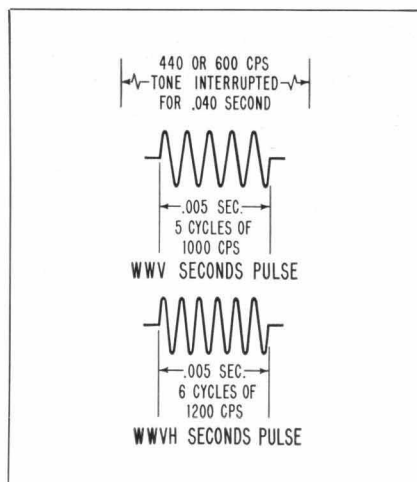 440 OR 600 CPS
TONE INTERRUPTED
FOR .040 SECOND
.005 SEC.
5 CYCLES OF
1000 CPS
WWV SECONDS PULSE
.005 SEC.
6 CYCLES OF
1200 CPS
WWVH SECONDS PULSE